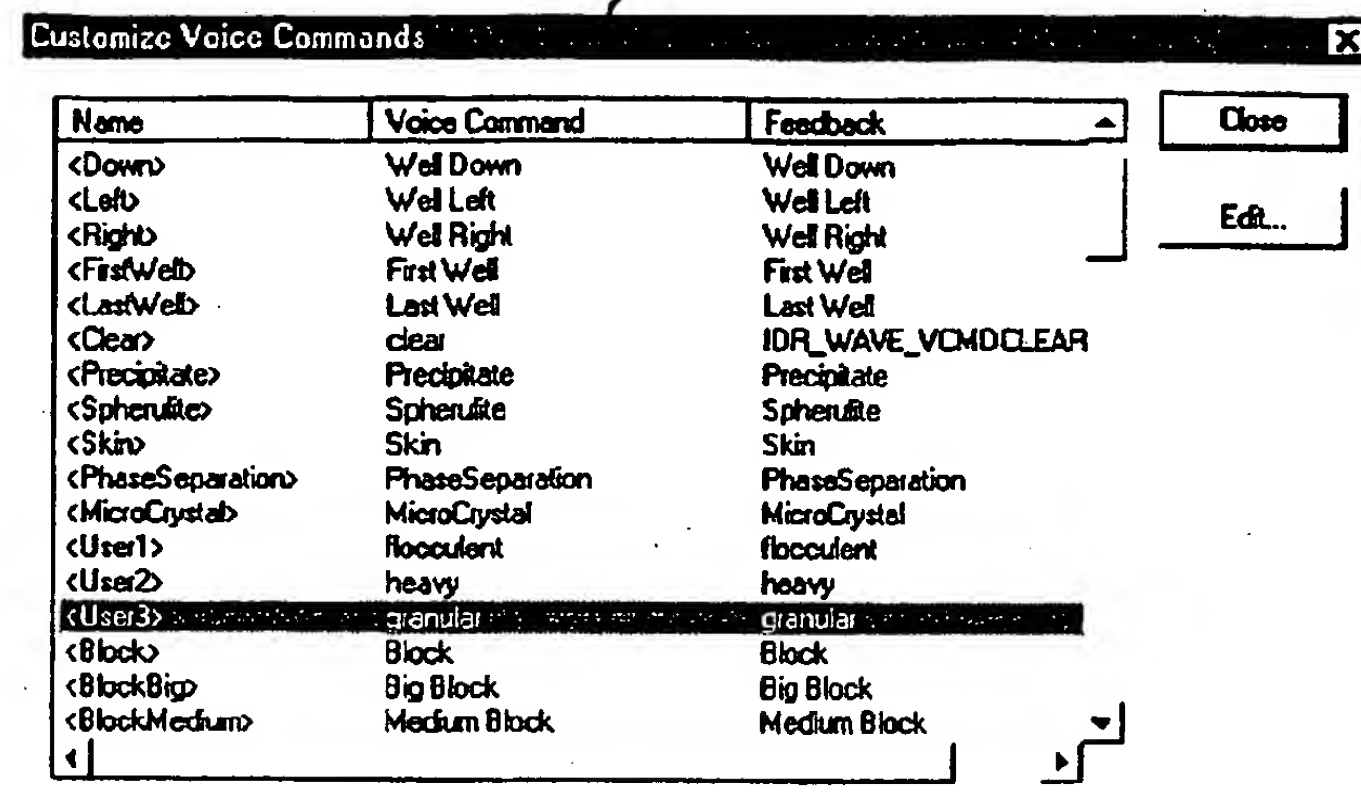 Customize Voice Commands
Name Voice Command Feedback Close
<Down> Well Down Well Down
<Left> Well Left Well Left
<Right> Well Right Well Right Edit...
<FirstWell> First Well First Well
<LastWell> Last Well Last Well
<Clear> clear IDR_WAVE_VCMDCLEAR
<Precipitate> Precipitate Precipitate
<Spherulite> Spherulite Spherulite
<Skin> Skin Skin
<PhaseSeparation> PhaseSeparation PhaseSeparation
<MicroCrystal> MicroCrystal MicroCrystal
<User1> flocculent flocculent
<User2> heavy heavy
<User3> granular granular
<Block> Block Block
<BlockBig> Big Block Big Block
<BlockMedium> Medium Block Medium Block